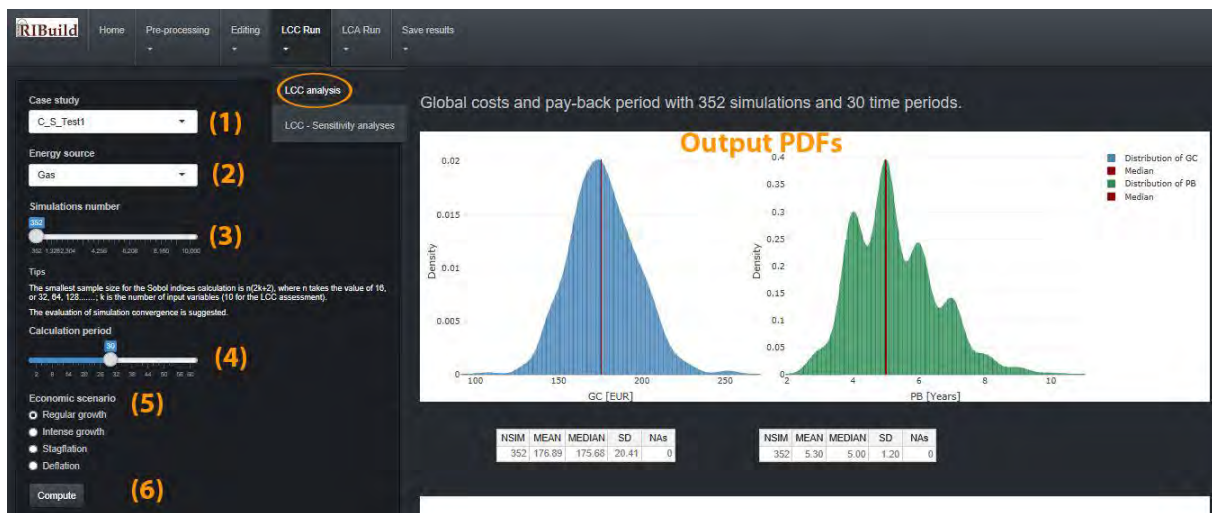 RIBuild
Home
Pre-processing
Editing
LCC Run
LCA Run
Save results
LCC analysis
LCC - Sensitivity analyses
Case study
C_S_Test1
(1)
Energy source
Gas
(2)
Simulations number
352
(3)
10,000
Tips
The smallest sample size for the Sobol indices calculation is n(2k+2), where n takes the value of 16,
or 32, 64, 128.......; k is the number of input variables (10 for the LCC assessment).
The evaluation of simulation convergence is suggested.
Calculation period
30
(4)
Economic scenario
(5)
Regular growth
Intense growth
Stagflation
Deflation
Compute
(6)
Global costs and pay-back period with 352 simulations and 30 time periods.
Output PDFs
0.02
0.015
0.01
0.005
0
Density
100
150
200
250
GC [EUR]
0.4
0.35
0.3
0.25
0.2
0.15
0.1
0.05
0
Density
2
4
6
8
10
PB [Years]
Distribution of GC
Median
Distribution of PB
Median
NSIM MEAN MEDIAN SD NAs
352 176.89 175.68 20.41 0
NSIM MEAN MEDIAN SD NAs
352 5.30 5.00 1.20 0